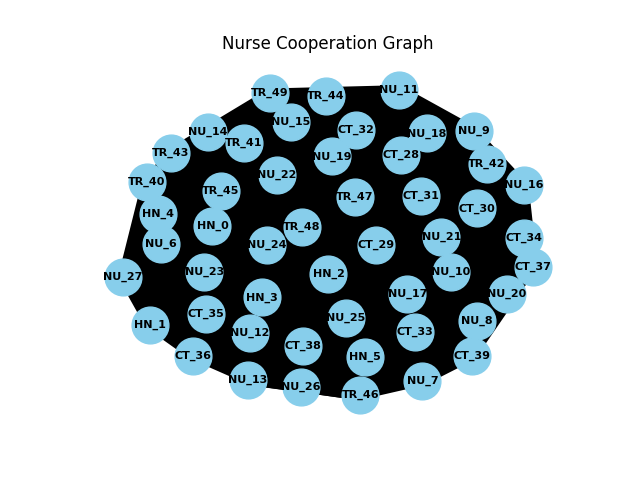 Nurse Cooperation Graph
TR_49
TR_44
NU_11
NU_15
NU_14
TR_41
CT_32
NU_18
NU_9
TR_43
NU_19
CT_28
TR_42
TR_40
NU_22
NU_16
TR_45
TR_47
CT_31
CT_30
HN_4
HN_0
TR_48
NU_6
NU_24
CT_29
NU_21
CT_34
NU_27
NU_23
HN_2
NU_10
CT_37
HN_3
NU_17
NU_20
HN_1
CT_35
NU_12
NU_25
CT_33
NU_8
CT_36
CT_38
HN_5
CT_39
NU_13
NU_26
TR_46
NU_7